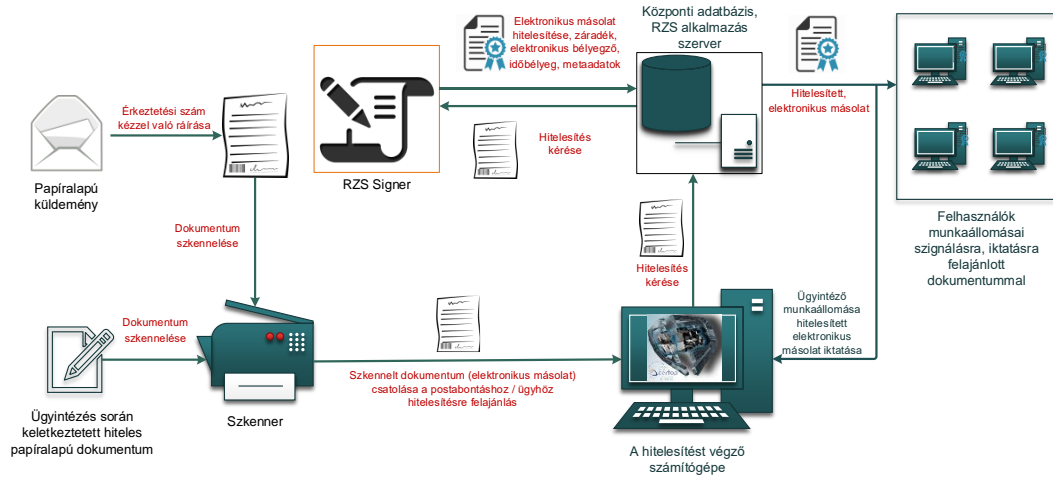 Elektronikus másolat
hitelesítése, záradék,
elektronikus bélyegző,
időbélyeg, metaadatok
Központi adatbázis,
RZS alkalmazás
szerver
Érkeztetési szám
kézzel való ráírása
Hitelesített,
elektronikus másolat
Hitelesítés
kérése
RZS Signer
Papíralapú
küldemény
Felhasználók
munkaállomásai
szignálásra, iktatásra
felajánlott
dokumentummal
Dokumentum
szkennelése
Hitelesítés
kérése
Ügyintéző
munkaállomása
hitelesített
elektronikus
másolat iktatása
Dokumentum
szkennelése
Szkennelt dokumentum (elektronikus másolat)
csatolása a postabontáshoz / ügyhöz
hitelesítésre felajánlás
Szkenner
Ügyintézés során
keletkeztetett hiteles
papíralapú dokumentum
A hitelesítést végző
számítógépe